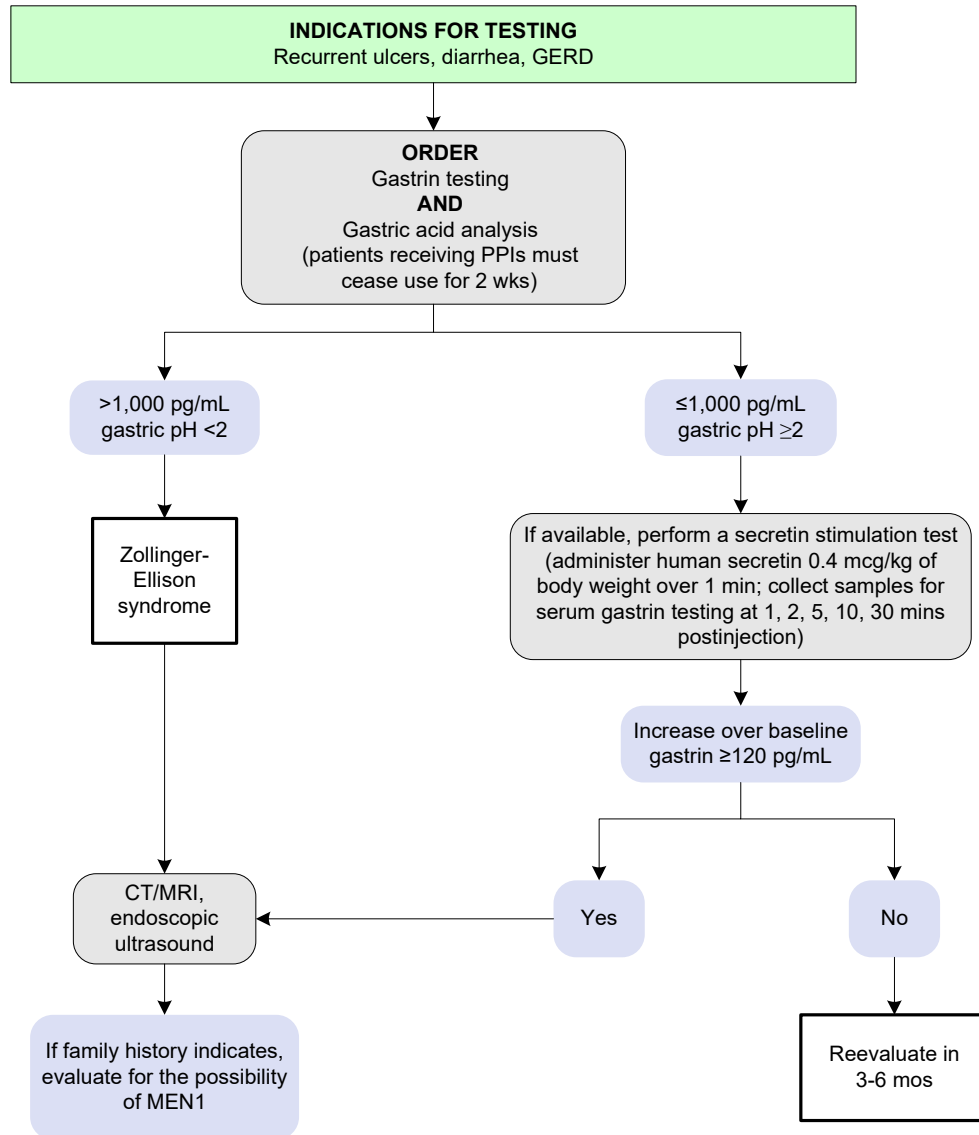 INDICATIONS FOR TESTING
Recurrent ulcers, diarrhea, GERD
ORDER
Gastrin testing
AND
Gastric acid analysis
(patients receiving PPIs must
cease use for 2 wks)
>1,000 pg/mL
gastric pH <2
≤1,000 pg/mL
gastric pH ≥2
Zollinger-
Ellison
syndrome
If available, perform a secretin stimulation test
(administer human secretin 0.4 mcg/kg of
body weight over 1 min; collect samples for
serum gastrin testing at 1, 2, 5, 10, 30 mins
postinjection)
Increase over baseline
gastrin ≥120 pg/mL
CT/MRI,
endoscopic
ultrasound
Yes
No
If family history indicates,
evaluate for the possibility
of MEN1
Reevaluate in
3-6 mos